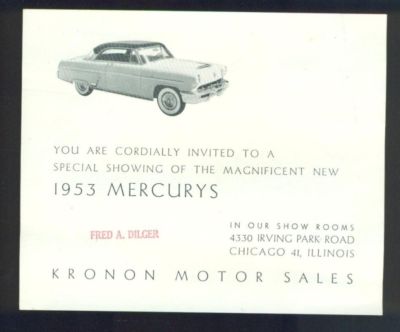 YOU ARE CORDIALLY INVITED TO A
SPECIAL SHOWING OF THE MAGNIFICENT NEW
1953 MERCURYS
FRED A. DILGER
IN OUR SHOW ROOMS
4330 IRVING PARK ROAD
CHICAGO 41, ILLINOIS
KRONON MOTOR SALES